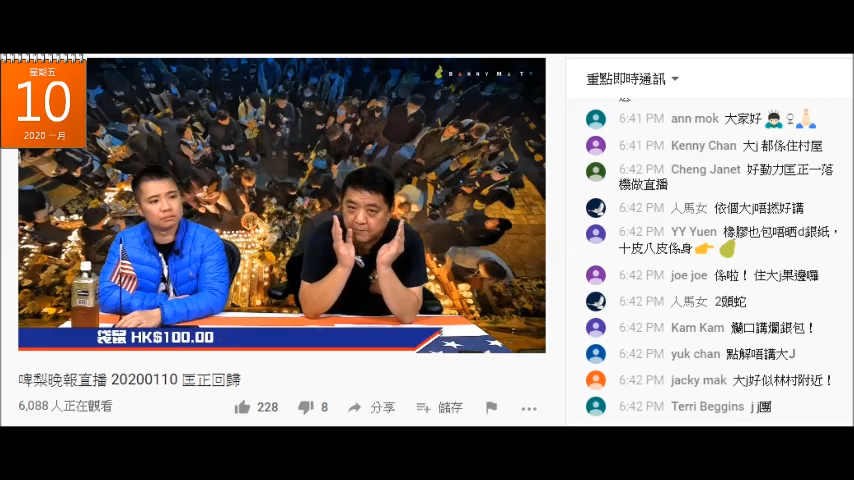 星期五
10
2020 一月
DANNY MATT
袋鼠 HK$100.00
啤梨晚報直播 20200110 匡正回歸
6,088 人正在觀看
228
8
分享
儲存
重點即時通訊
6:41 PM ann mok 大家好
6:41 PM Kenny Chan 大j 都係住村屋
6:42 PM Cheng Janet 好動力匡正一落
機做直播
6:42 PM 人馬女 依個大j唔撚好講
6:42 PM YY Yuen 橡膠也包唔晒d銀紙，
十皮八皮係身
6:42 PM joe joe 係啦！住大j果邊囉
6:42 PM 人馬女 2頭蛇
6:42 PM Kam Kam 爛口講爛銀包！
6:42 PM yuk chan 點解唔講大J
6:42 PM jacky mak 大j好似林村附近！
6:42 PM Terri Beggins j j團